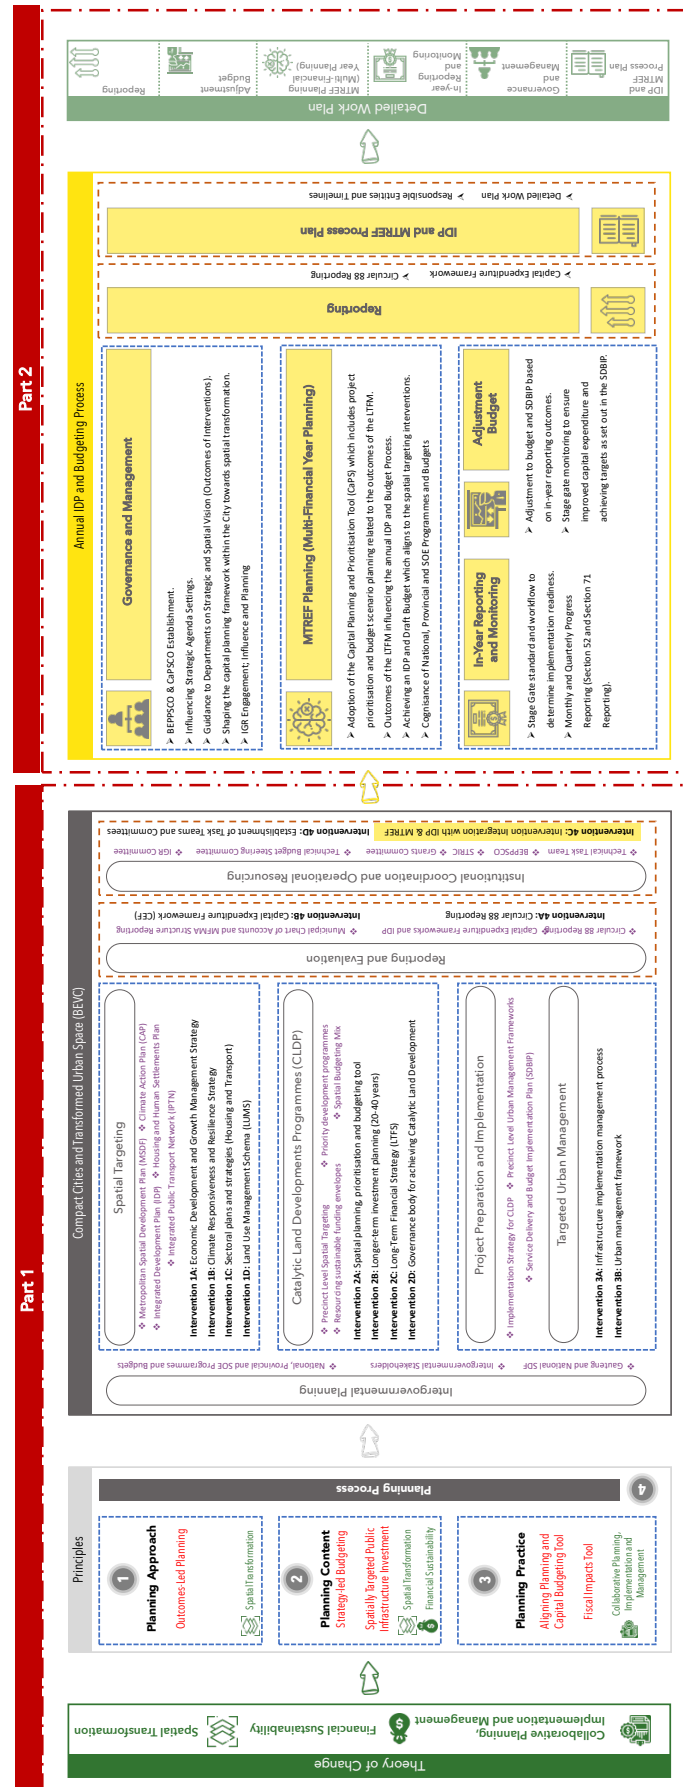 Part 1
Part 2
Theory of Change
Spatial Transformation
Financial Sustainability
Collaborative Planning,
Implementation and Management
Principles
1
Planning Approach
Outcomes-Led Planning
Spatial Transformation
2
Planning Content
Strategy-led Budgeting
Spatially Targeted Public
Infrastructure Investment
Spatial Transformation
Financial Sustainability
3
Planning Practice
Aligning Planning and
Capital Budgeting Tool
Fiscal Impacts Tool
Collaborative Planning,
Implementation and
Management
Planning Process
4
Compact Cities and Transformed Urban Space (BEVC)
Intergovernmental Planning
❖ National, Provincial and SOE Programmes and Budgets
❖ Intergovernmental Stakeholders
❖ Gauteng and National SDF
Spatial Targeting
❖ Metropolitan Spatial Development Plan (MSDF) ❖ Climate Action Plan (CAP)
❖ Integrated Development Plan (IDP) ❖ Housing and Human Settlements Plan
❖ Integrated Public Transport Network (IPTN)
Intervention 1A: Economic Development and Growth Management Strategy
Intervention 1B: Climate Responsiveness and Resilience Strategy
Intervention 1C: Sectoral plans and strategies (Housing and Transport)
Intervention 1D: Land Use Management Schema (LUMS)
Catalytic Land Developments Programmes (CLDP)
❖ Precinct Level Spatial Targeting ❖ Priority development programmes
❖ Resourcing sustainable funding envelopes ❖ Spatial Budgeting Mix
Intervention 2A: Spatial planning, prioritisation and budgeting tool
Intervention 2B: Longer-term investment planning (20-40 years)
Intervention 2C: Long-Term Financial Strategy (LTFS)
Intervention 2D: Governance body for achieving Catalytic Land Development
Project Preparation and Implementation
❖ Implementation Strategy for CLDP ❖ Precinct Level Urban Management Frameworks
❖ Service Delivery and Budget Implementation Plan (SDBIP)
Targeted Urban Management
Intervention 3A: Infrastructure implementation management process
Intervention 3B: Urban management framework
Reporting and Evaluation
❖ Circular 88 Reporting ❖ Capital Expenditure Frameworks and IDP ❖ Municipal Chart of Accounts and MFMA Structure Reporting
Intervention 4A: Circular 88 Reporting
Intervention 4B: Capital Expenditure Framework (CEF)
Institutional Coordination and Operational Resourcing
❖ Technical Task Team ❖ BEPPSCO ❖ STRIC ❖ Grants Committee ❖ Technical Budget Steering Committee ❖ IGR Committee
Intervention 4C: Intervention Integration with IDP & MTREF
Intervention 4D: Establishment of Task Teams and Committees
Annual IDP and Budgeting Process
Governance and Management
➤ BEPPSCO & CaPSCO Establishment.
➤ Influencing Strategic Agenda Settings.
➤ Guidance to Departments on Strategic and Spatial Vision (Outcomes of Interventions).
➤ Shaping the capital planning framework within the City towards spatial transformation.
➤ IGR Engagement; Influence and Planning
MTREF Planning (Multi-Financial Year Planning)
➤ Adoption of the Capital Planning and Prioritisation Tool (CaPS) which includes project
prioritisation and budget scenario planning related to the outcomes of the LTFM.
➤ Outcomes of the LTFM influencing the annual IDP and Budget Process.
➤ Achieving an IDP and Draft Budget which aligns to the spatial targeting interventions.
➤ Cognisance of National, Provincial and SOE Programmes and Budgets
In-Year Reporting
and Monitoring
➤ Stage Gate standard and workflow to
determine implementation readiness.
➤ Monthly and Quarterly Progress
Reporting (Section 52 and Section 71
Reporting).
Adjustment
Budget
➤ Adjustment to budget and SDBIP based
on in-year reporting outcomes.
➤ Stage gate monitoring to ensure
improved capital expenditure and
achieving targets as set out in the SDBIP.
Reporting
➤ Capital Expenditure Framework ➤ Circular 88 Reporting
IDP and MTREF Process Plan
➤ Detailed Work Plan ➤ Responsible Entities and Timelines
Detailed Work Plan
IDP and
MTREF
Process Plan
Governance
and
Management
In-year
Reporting
and
Monitoring
MTREF Planning
(Multi-Financial
Year Planning)
Adjustment
Budget
Reporting